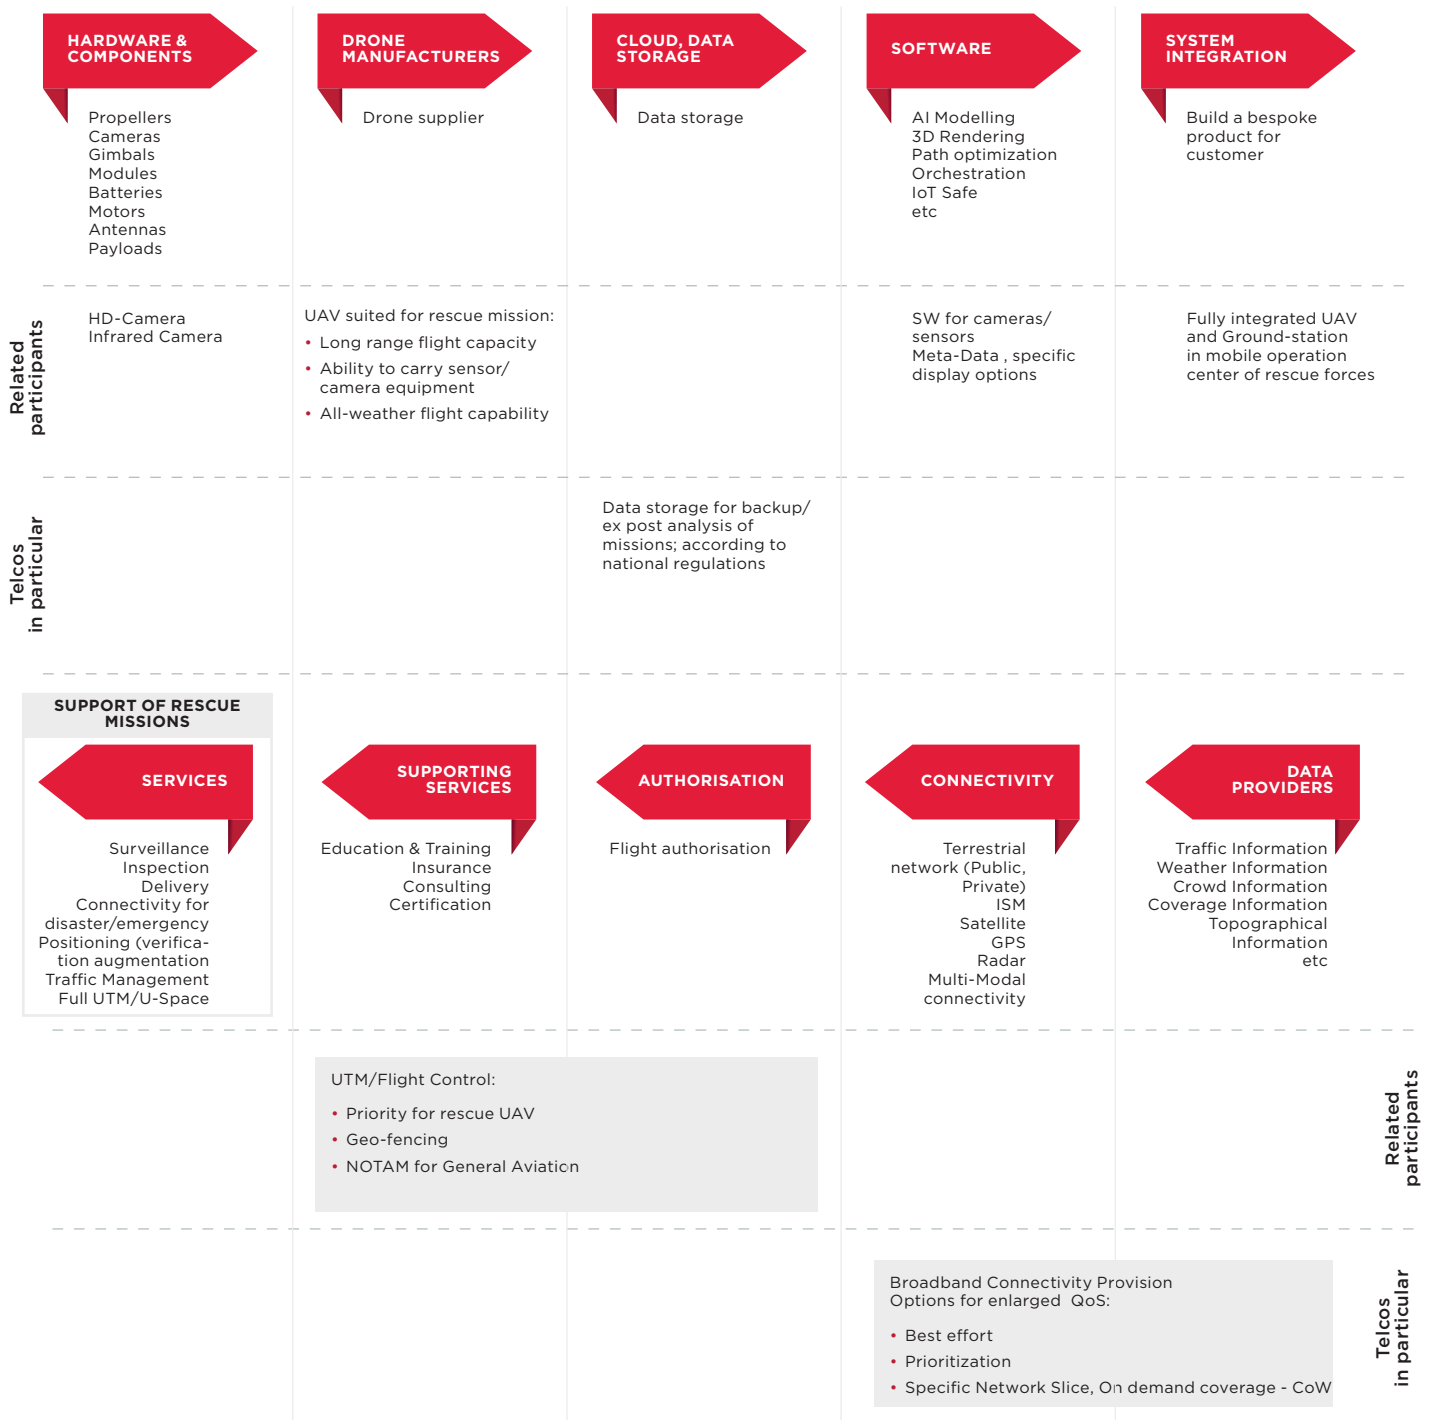 HARDWARE &
COMPONENTS
Propellers
Cameras
Gimbals
Modules
Batteries
Motors
Antennas
Payloads
DRONE
MANUFACTURERS
Drone supplier
CLOUD, DATA
STORAGE
Data storage
SOFTWARE
AI Modelling
3D Rendering
Path optimization
Orchestration
IoT Safe
etc
SYSTEM
INTEGRATION
Build a bespoke
product for
customer
Related
participants
HD-Camera
Infrared Camera
UAV suited for rescue mission:
• Long range flight capacity
• Ability to carry sensor/
camera equipment
• All-weather flight capability
SW for cameras/
sensors
Meta-Data , specific
display options
Fully integrated UAV
and Ground-station
in mobile operation
center of rescue forces
Telcos
in particular
Data storage for backup/
ex post analysis of
missions; according to
national regulations
SUPPORT OF RESCUE
MISSIONS
SERVICES
Surveillance
Inspection
Delivery
Connectivity for
disaster/emergency
Positioning (verifica-
tion augmentation
Traffic Management
Full UTM/U-Space
SUPPORTING
SERVICES
Education & Training
Insurance
Consulting
Certification
AUTHORISATION
Flight authorisation
CONNECTIVITY
Terrestrial
network (Public,
Private)
ISM
Satellite
GPS
Radar
Multi-Modal
connectivity
DATA
PROVIDERS
Traffic Information
Weather Information
Crowd Information
Coverage Information
Topographical
Information
etc
UTM/Flight Control:
• Priority for rescue UAV
• Geo-fencing
• NOTAM for General Aviation
Related
participants
Broadband Connectivity Provision
Options for enlarged QoS:
• Best effort
• Prioritization
• Specific Network Slice, On demand coverage - CoW
Telcos
in particular